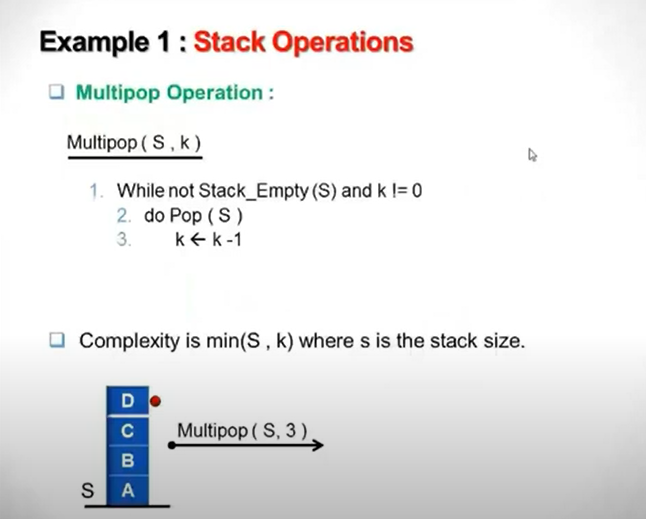 Example 1 : Stack Operations
Multipop Operation :
Multipop ( S , k )
1. While not Stack_Empty (S) and k != 0
2. do Pop ( S )
3. k ← k -1
Complexity is min(S , k) where s is the stack size.
D
C
Multipop ( S, 3 )
B
S A